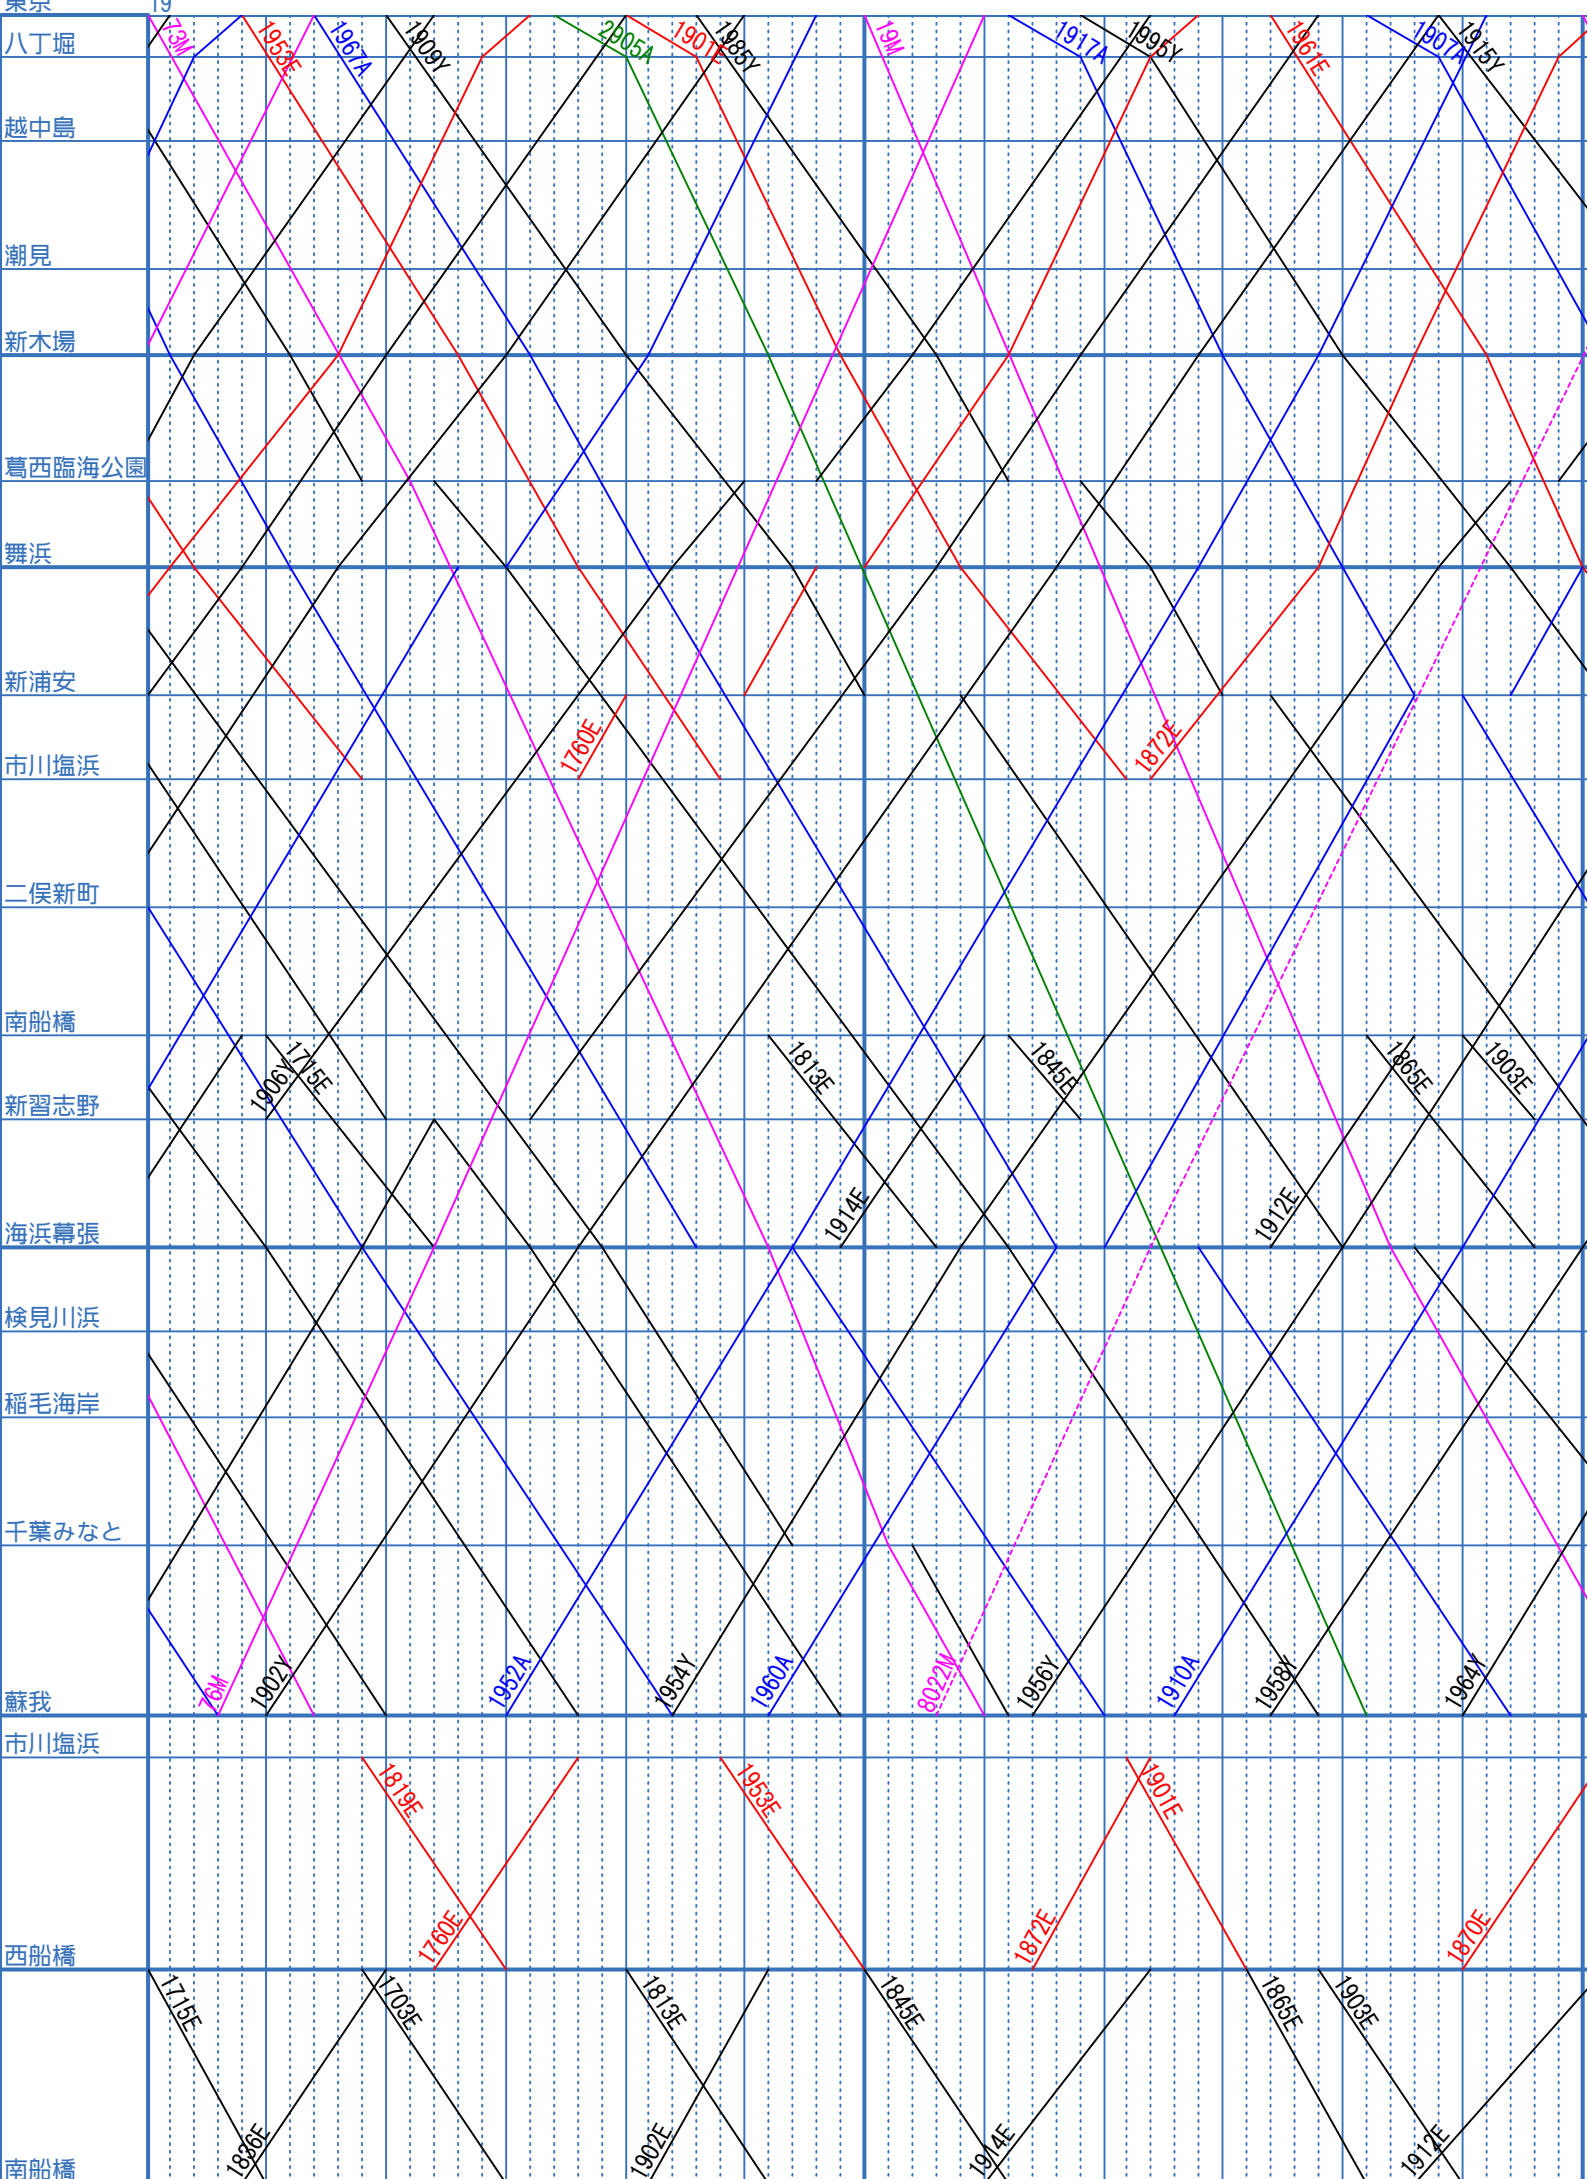 東京 19
73M 1953E 1967A 1909Y 2905A 1901E 1985Y 19M 1917A 1995Y 1961E 1907A 1915Y
八丁堀
越中島
潮見
新木場
葛西臨海公園
舞浜
新浦安
1760E 1872E
市川塩浜
二俣新町
南船橋
1906Y 1715E 1813E 1845E 1865E 1903E
新習志野
1914E 1912E
海浜幕張
検見川浜
稲毛海岸
千葉みなと
76M 1902Y 1952A 1954Y 1960A 8022M 1956Y 1910A 1958Y 1964Y
蘇我
市川塩浜
1819E 1953E 1901E
1760E 1872E 1870E
西船橋
1715E 1703E 1813E 1845E 1865E 1903E
1836E 1902E 1914E 1912E
南船橋